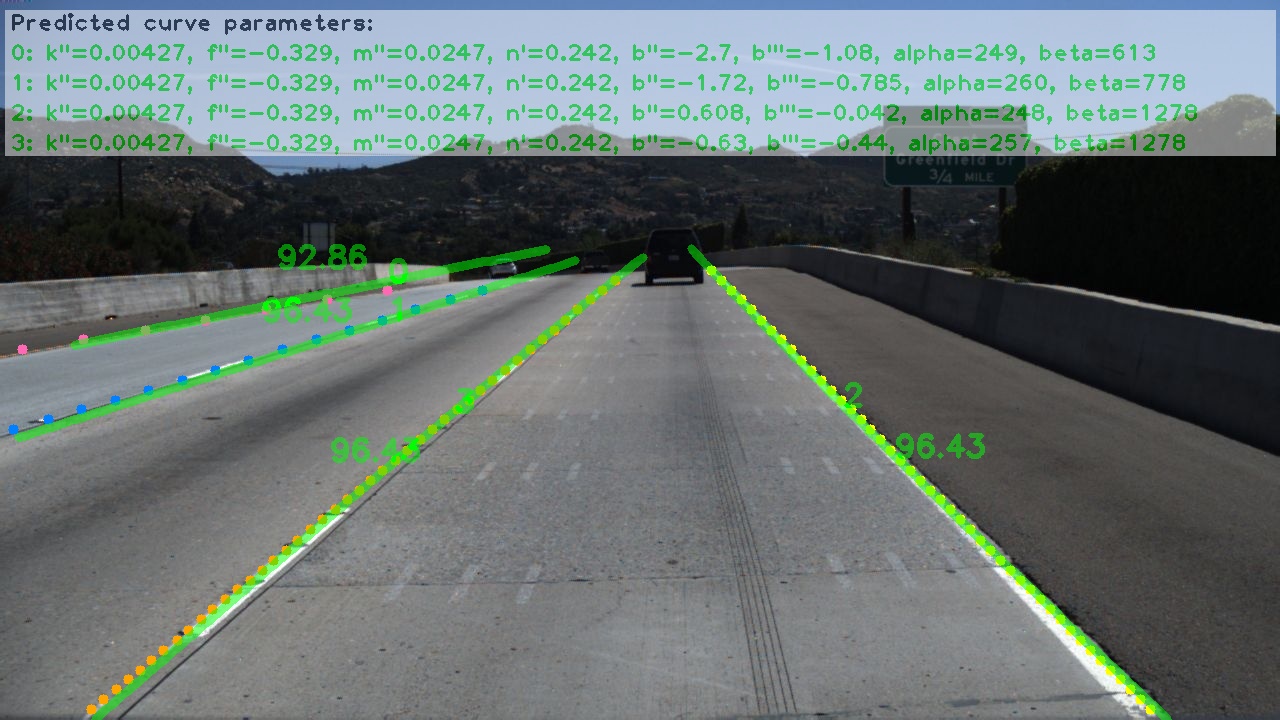 Predicted curve parameters:
0: k''=0.00427, f''=-0.329, m''=0.0247, n'=0.242, b''=-2.7, b'''=-1.08, alpha=249, beta=613
1: k''=0.00427, f''=-0.329, m''=0.0247, n'=0.242, b''=-1.72, b'''=-0.785, alpha=260, beta=778
2: k''=0.00427, f''=-0.329, m''=0.0247, n'=0.242, b''=0.608, b'''=-0.042, alpha=248, beta=1278
3: k''=0.00427, f''=-0.329, m''=0.0247, n'=0.242, b''=-0.63, b'''=-0.44, alpha=257, beta=1278
Greenfield Dr
3/4 MILE
92.86
0
96.43
1
3
2
96.43
96.43